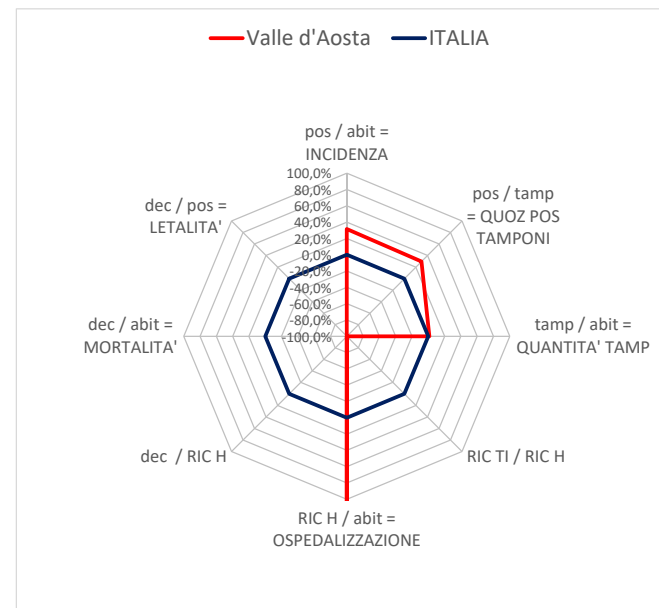 Valle d'Aosta ITALIA
pos / abit =
INCIDENZA
100,0%
80,0%
60,0%
40,0%
20,0%
0,0%
-20,0%
-40,0%
-60,0%
-80,0%
-100,0%
pos / tamp
= QUOZ POS
TAMPONI
tamp / abit =
QUANTITA' TAMP
RIC TI / RIC H
RIC H / abit =
OSPEDALIZZAZIONE
dec / RIC H
dec / abit =
MORTALITA'
dec / pos =
LETALITA'